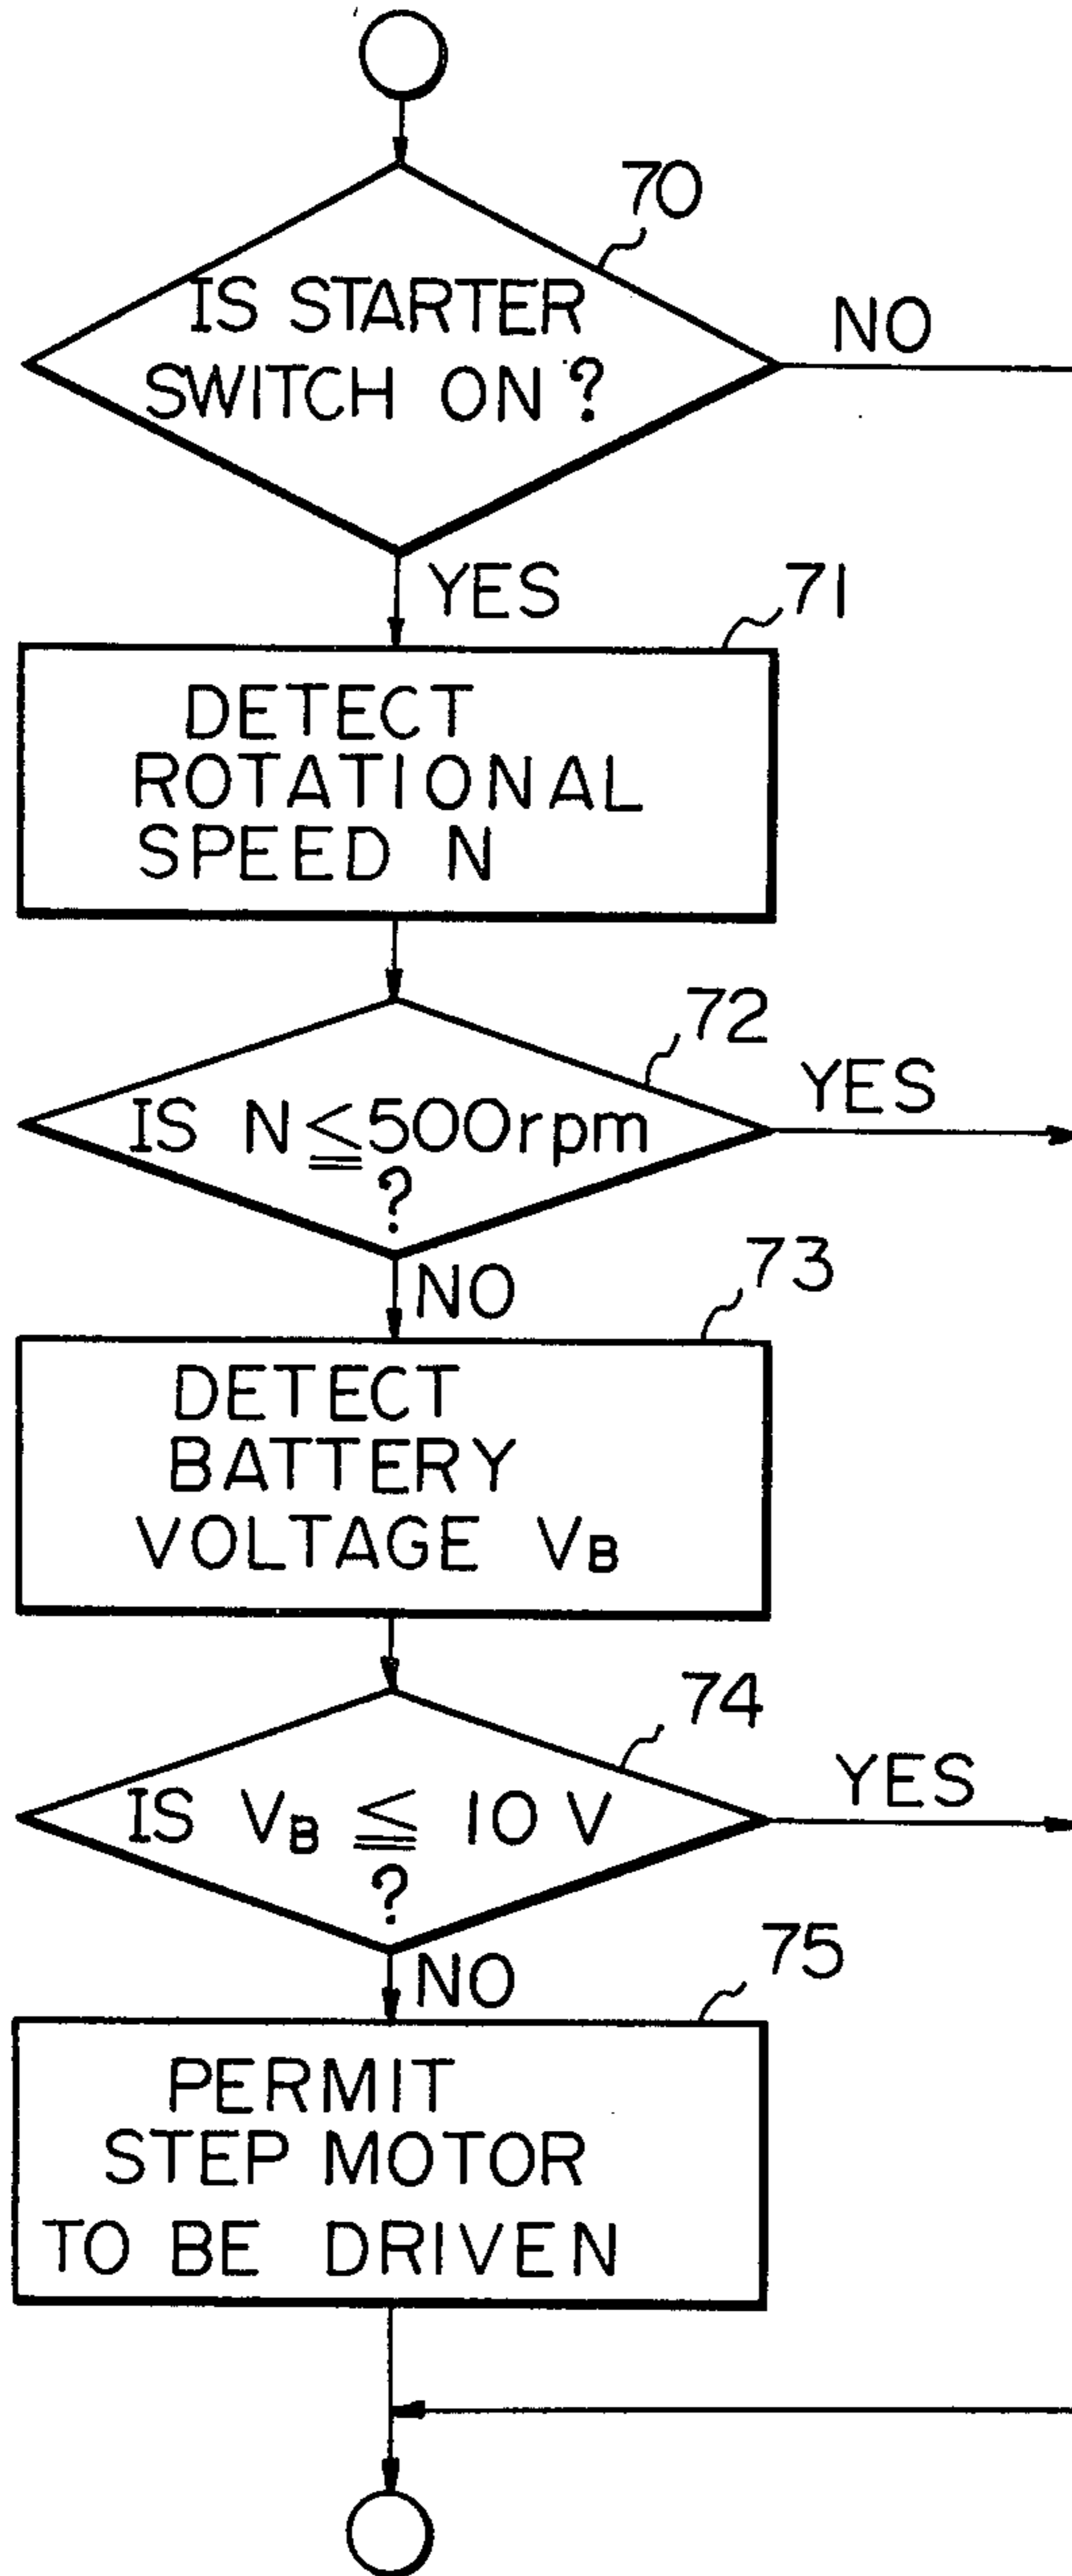 70
IS STARTER
SWITCH ON ?
NO
YES
71
DETECT
ROTATIONAL
SPEED N
72
IS N≦500rpm
?
YES
NO
73
DETECT
BATTERY
VOLTAGE VB
74
IS VB ≦ 10 V
?
YES
NO
75
PERMIT
STEP MOTOR
TO BE DRIVEN